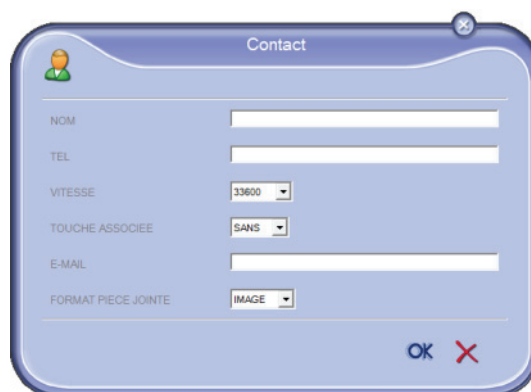 Contact
NOM
TEL
VITESSE 33600
TOUCHE ASSOCIEE SANS
E-MAIL
FORMAT PIECE JOINTE IMAGE
OK